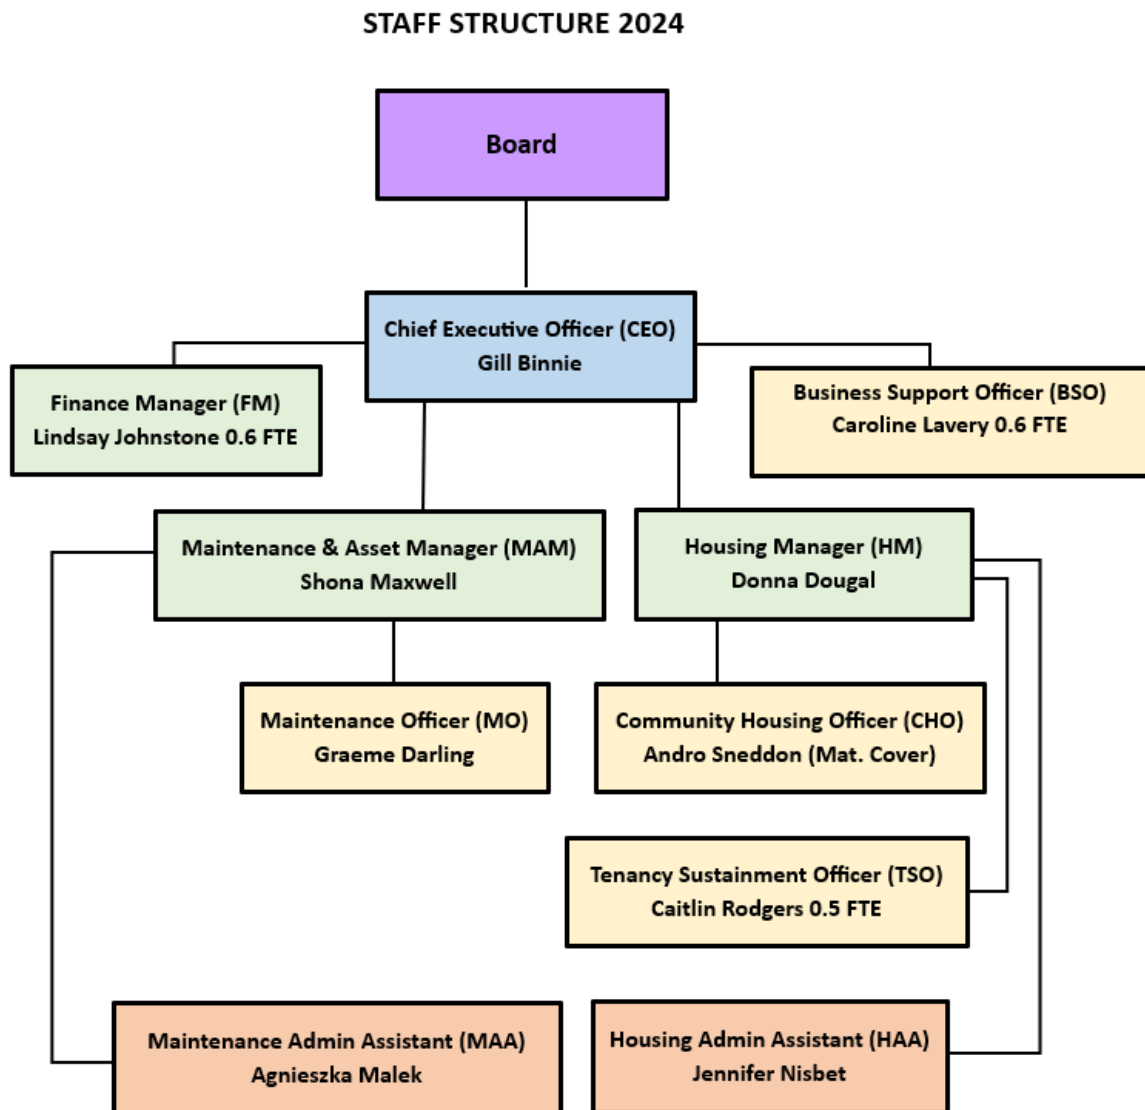 STAFF STRUCTURE 2024
Board
Chief Executive Officer (CEO)
Gill Binnie
Finance Manager (FM)
Lindsay Johnstone 0.6 FTE
Business Support Officer (BSO)
Caroline Lavery 0.6 FTE
Maintenance & Asset Manager (MAM)
Shona Maxwell
Housing Manager (HM)
Donna Dougal
Maintenance Officer (MO)
Graeme Darling
Community Housing Officer (CHO)
Andro Sneddon (Mat. Cover)
Tenancy Sustainment Officer (TSO)
Caitlin Rodgers 0.5 FTE
Maintenance Admin Assistant (MAA)
Agnieszka Malek
Housing Admin Assistant (HAA)
Jennifer Nisbet